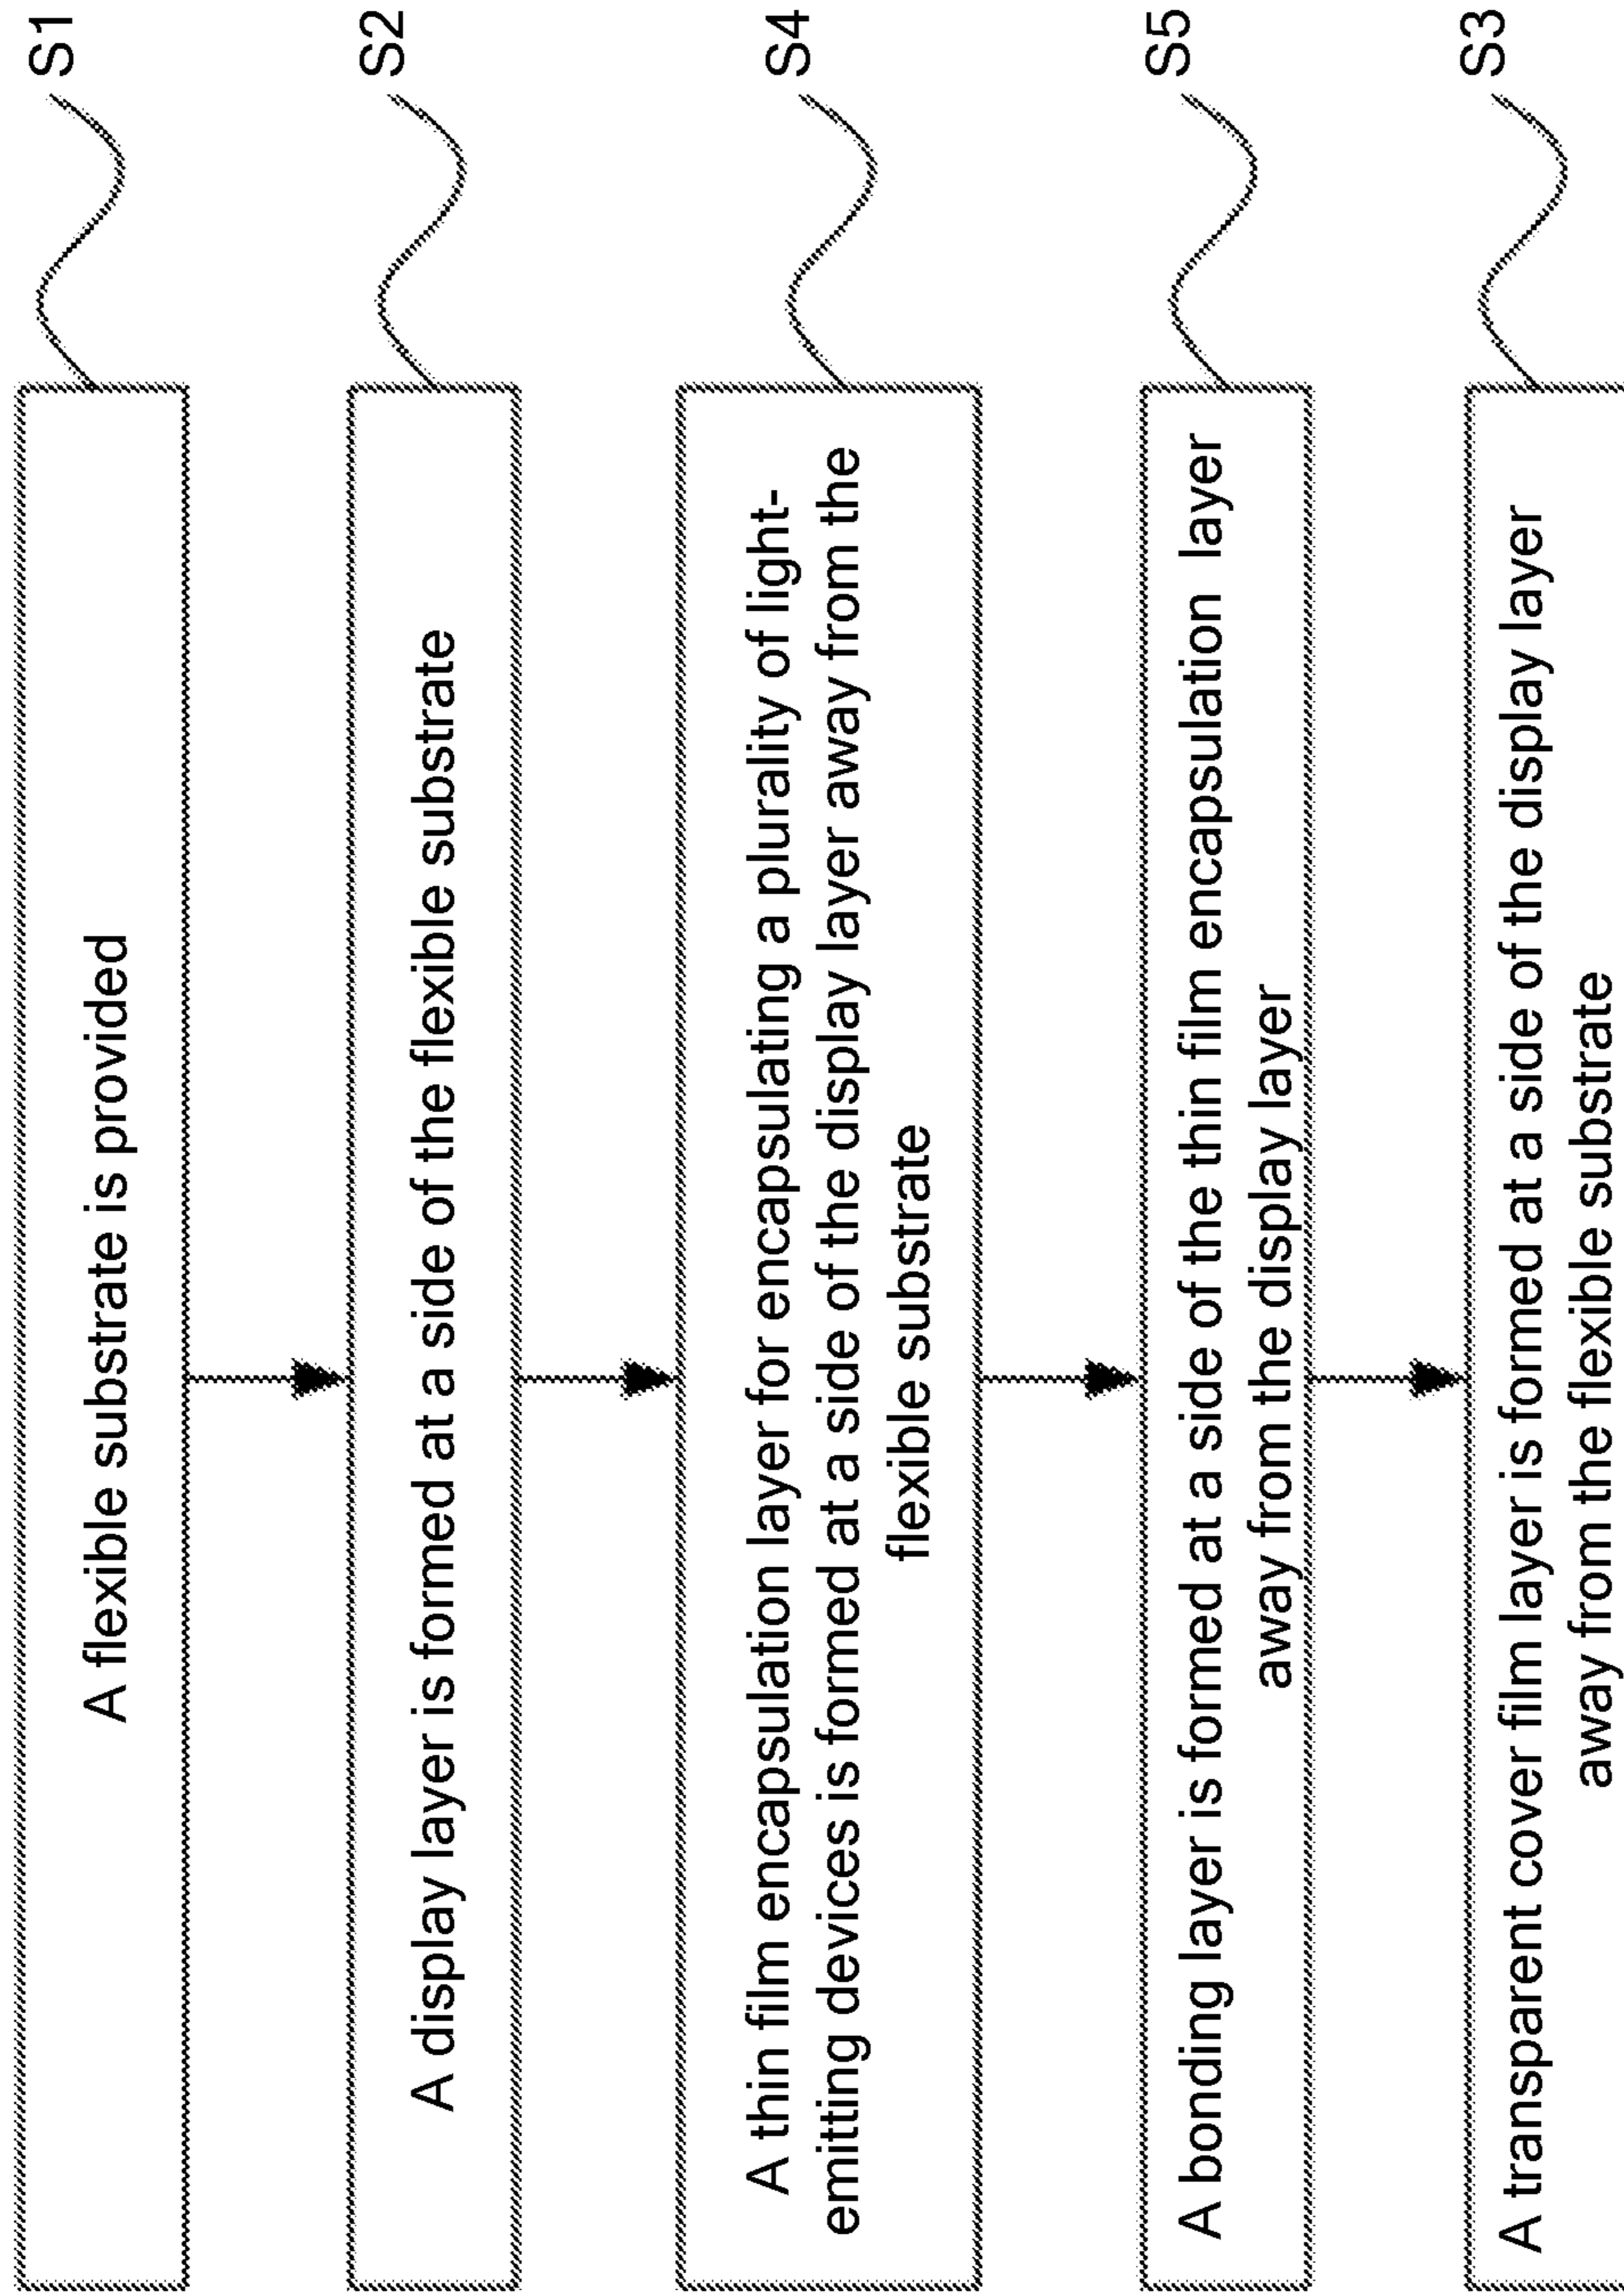 A flexible substrate is provided
S1
A display layer is formed at a side of the flexible substrate
S2
A thin film encapsulation layer for encapsulating a plurality of light-
emitting devices is formed at a side of the display layer away from the
flexible substrate
S4
A bonding layer is formed at a side of the thin film encapsulation layer
away from the display layer
S5
A transparent cover film layer is formed at a side of the display layer
away from the flexible substrate
S3